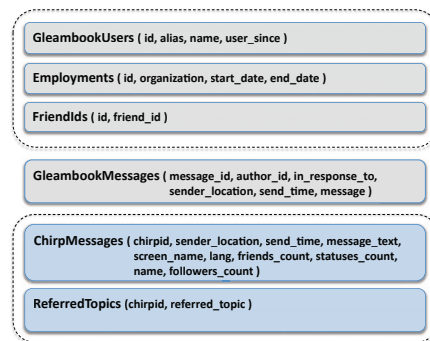 GleambookUsers ( id, alias, name, user_since )
Employments ( id, organization, start_date, end_date )
FriendIds ( id, friend_id )
GleambookMessages ( message_id, author_id, in_response_to,
sender_location, send_time, message )
ChirpMessages ( chirpid, sender_location, send_time, message_text,
screen_name, lang, friends_count, statuses_count,
name, followers_count )
ReferredTopics (chirpid, referred_topic )